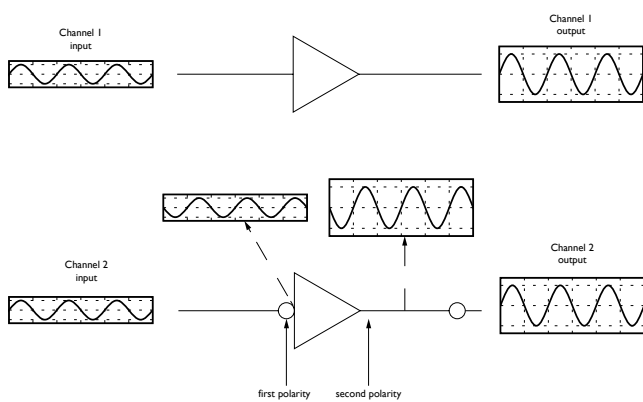 Channel 1
input
Channel 1
output
Channel 2
input
Channel 2
output
first polarity
second polarity